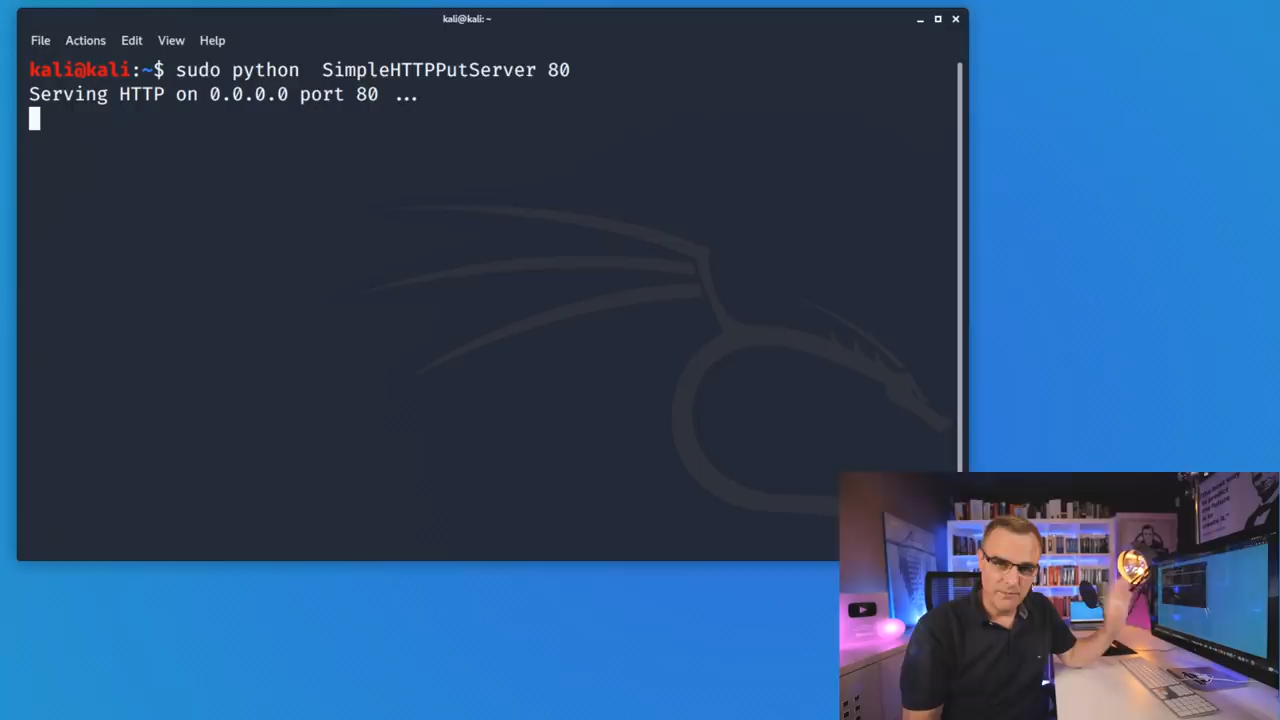 kali@kali: ~
File Actions Edit View Help
kali@kali:~$ sudo python  SimpleHTTPPutServer 80
Serving HTTP on 0.0.0.0 port 80 ...